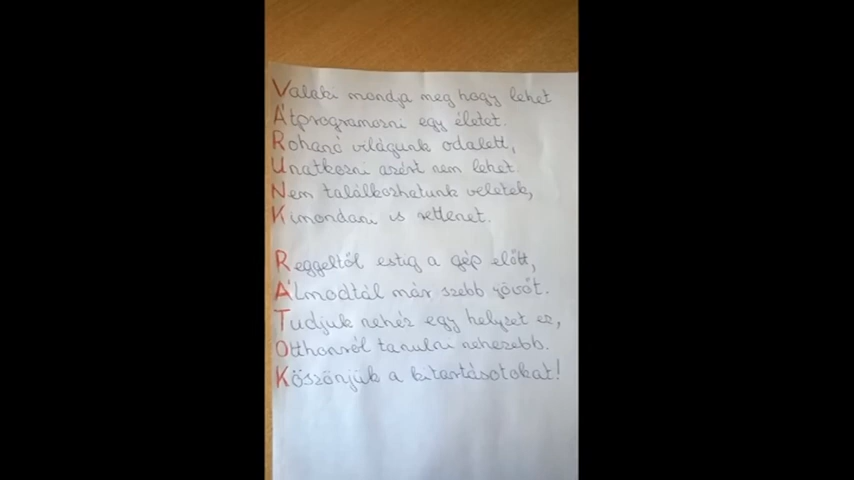 Valaki mondja meg hogy lehet
Átprogramozni egy életet.
Rohanó világunk odalett,
Unatkozni azért nem lehet.
Nem találkozhatunk veletek,
Kimondani is rettenet.
Reggeltől estig a gép előtt,
Álmodtál már szebb jövőt.
Tudjuk nehéz egy helyzet ez,
Otthonról tanulni nehezebb.
Köszönjük a kitartásotokat!